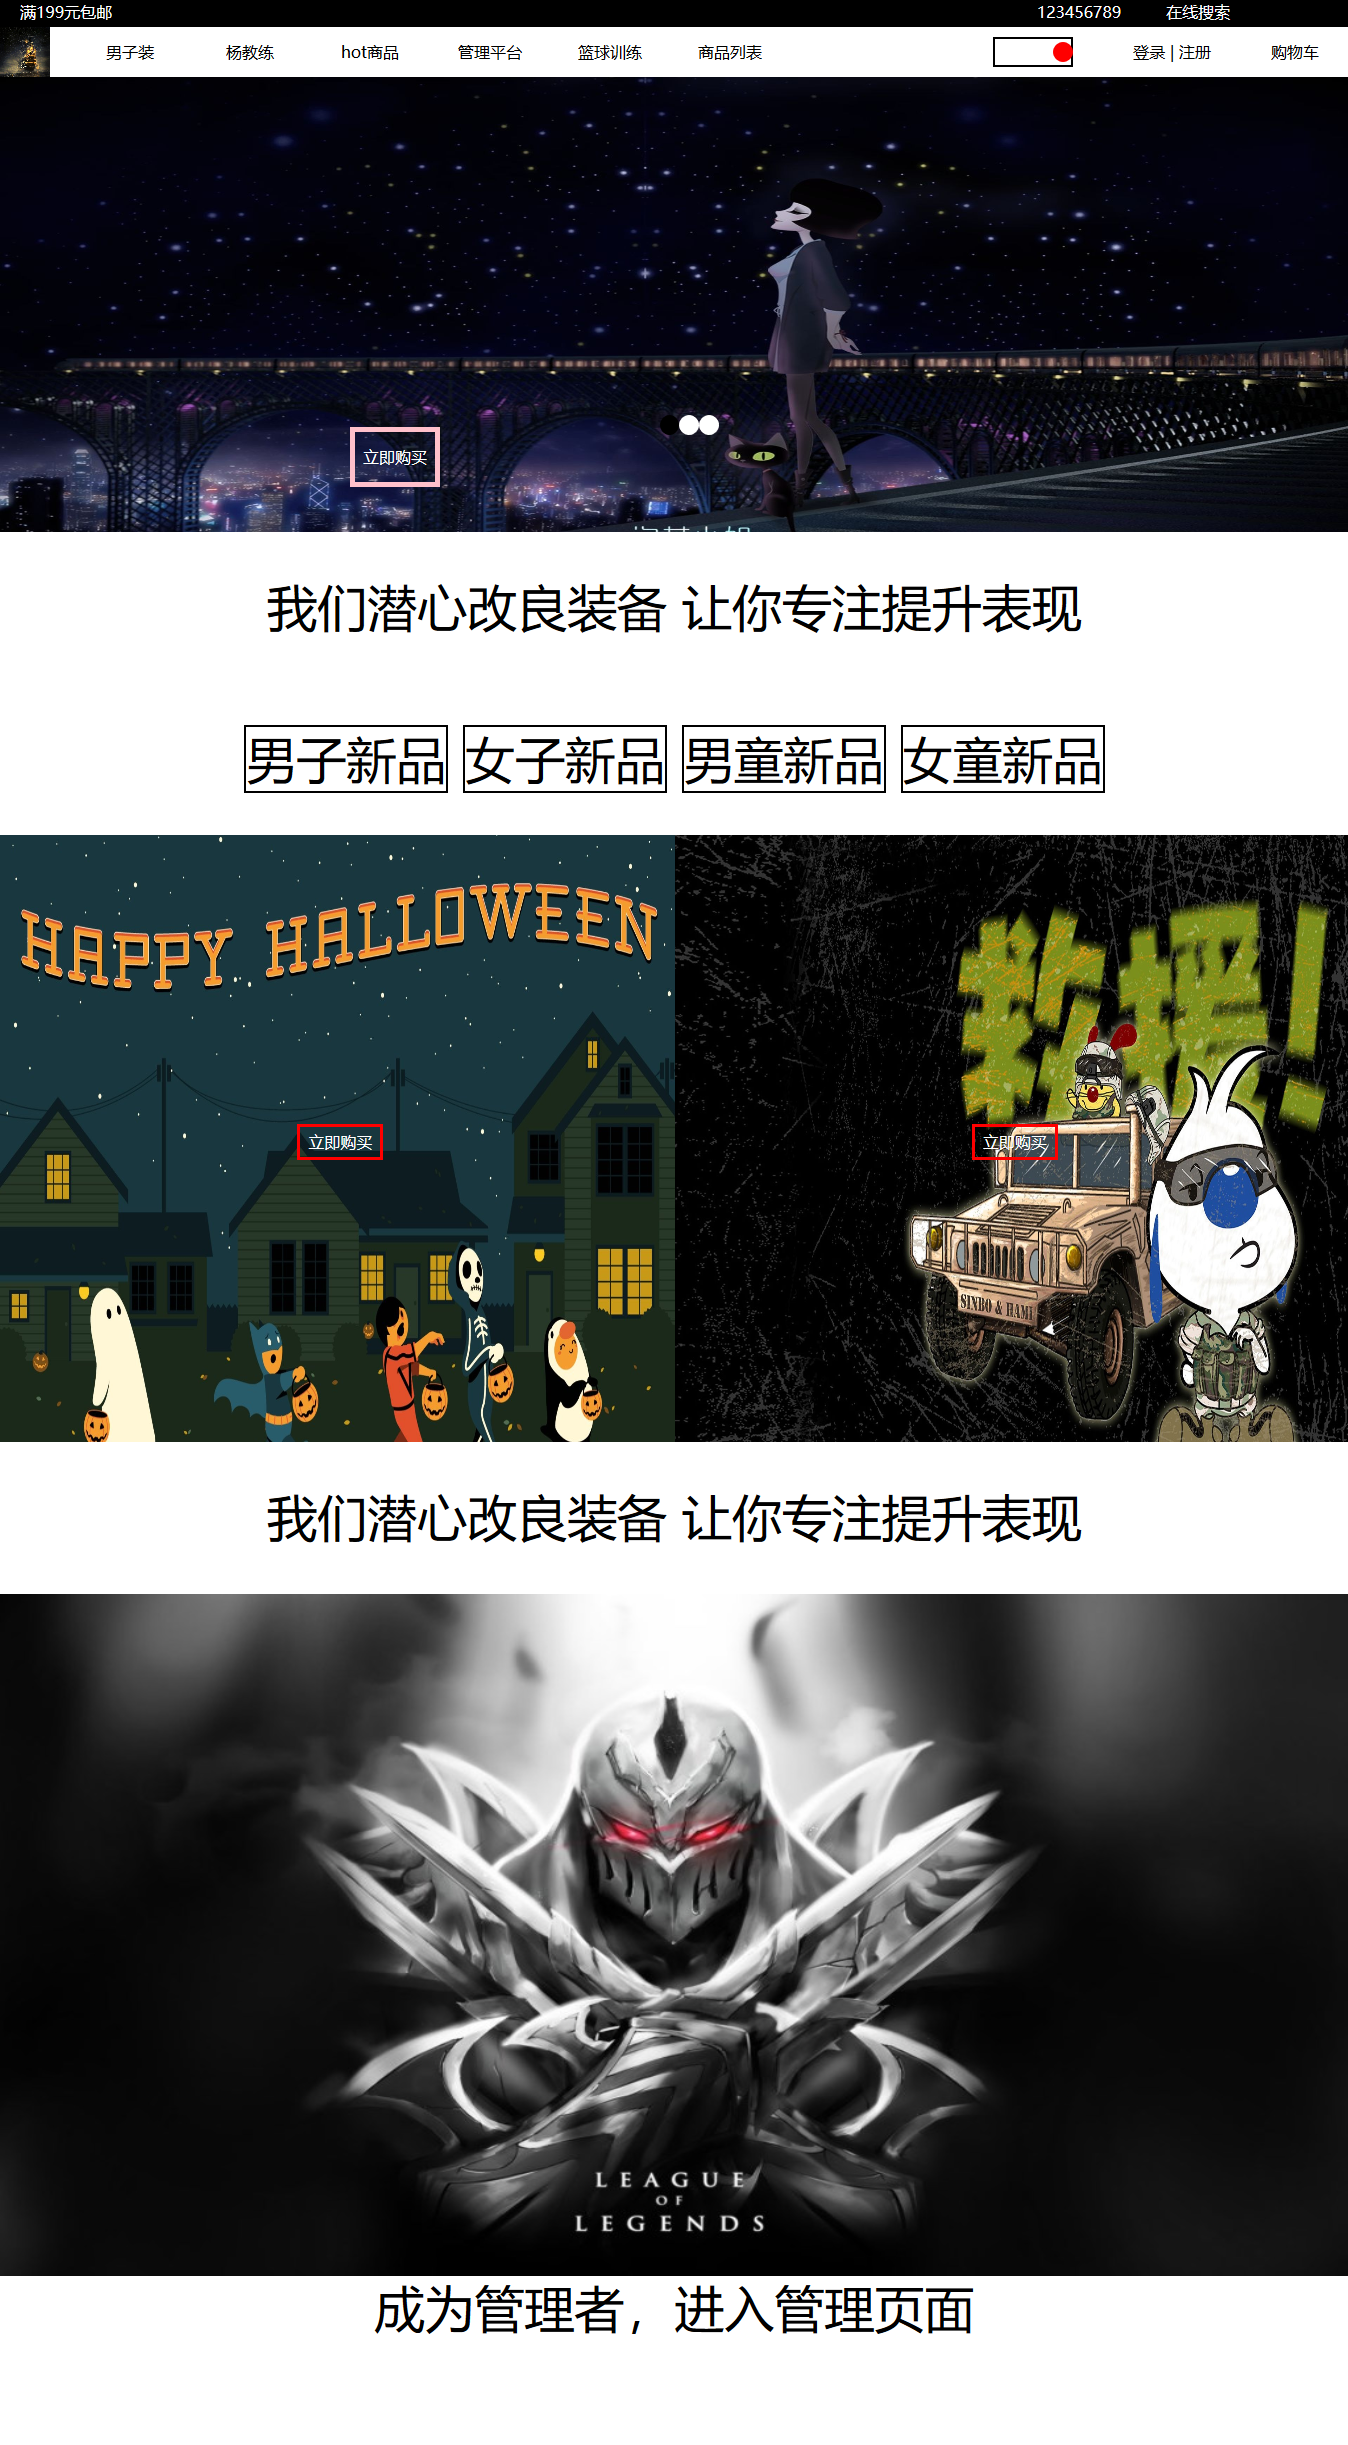 满199元包邮 123456789 在线搜索
男子装 杨教练 hot商品 管理平台 篮球训练 商品列表 登录 | 注册 购物车
立即购买
我们潜心改良装备 让你专注提升表现
男子新品 女子新品 男童新品 女童新品
HAPPY HALLOWEEN
立即购买
立即购买
SINBO & HAMI
我们潜心改良装备 让你专注提升表现
LEAGUE
OF
LEGENDS
成为管理者，进入管理页面